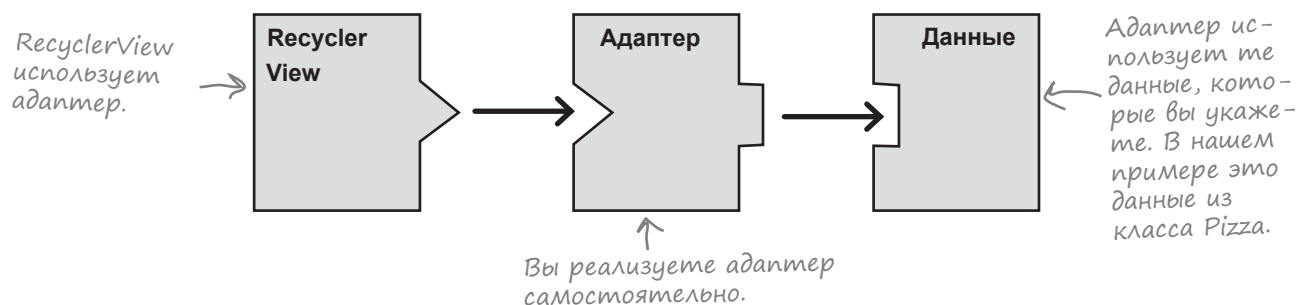 RecyclerView
использует
адаптер.
Recycler
View
Адаптер
Данные
Адаптер ис-
пользует те
данные, кото-
рые вы укаже-
те. В нашем
примере это
данные из
класса Pizza.
Вы реализуете адаптер
самостоятельно.